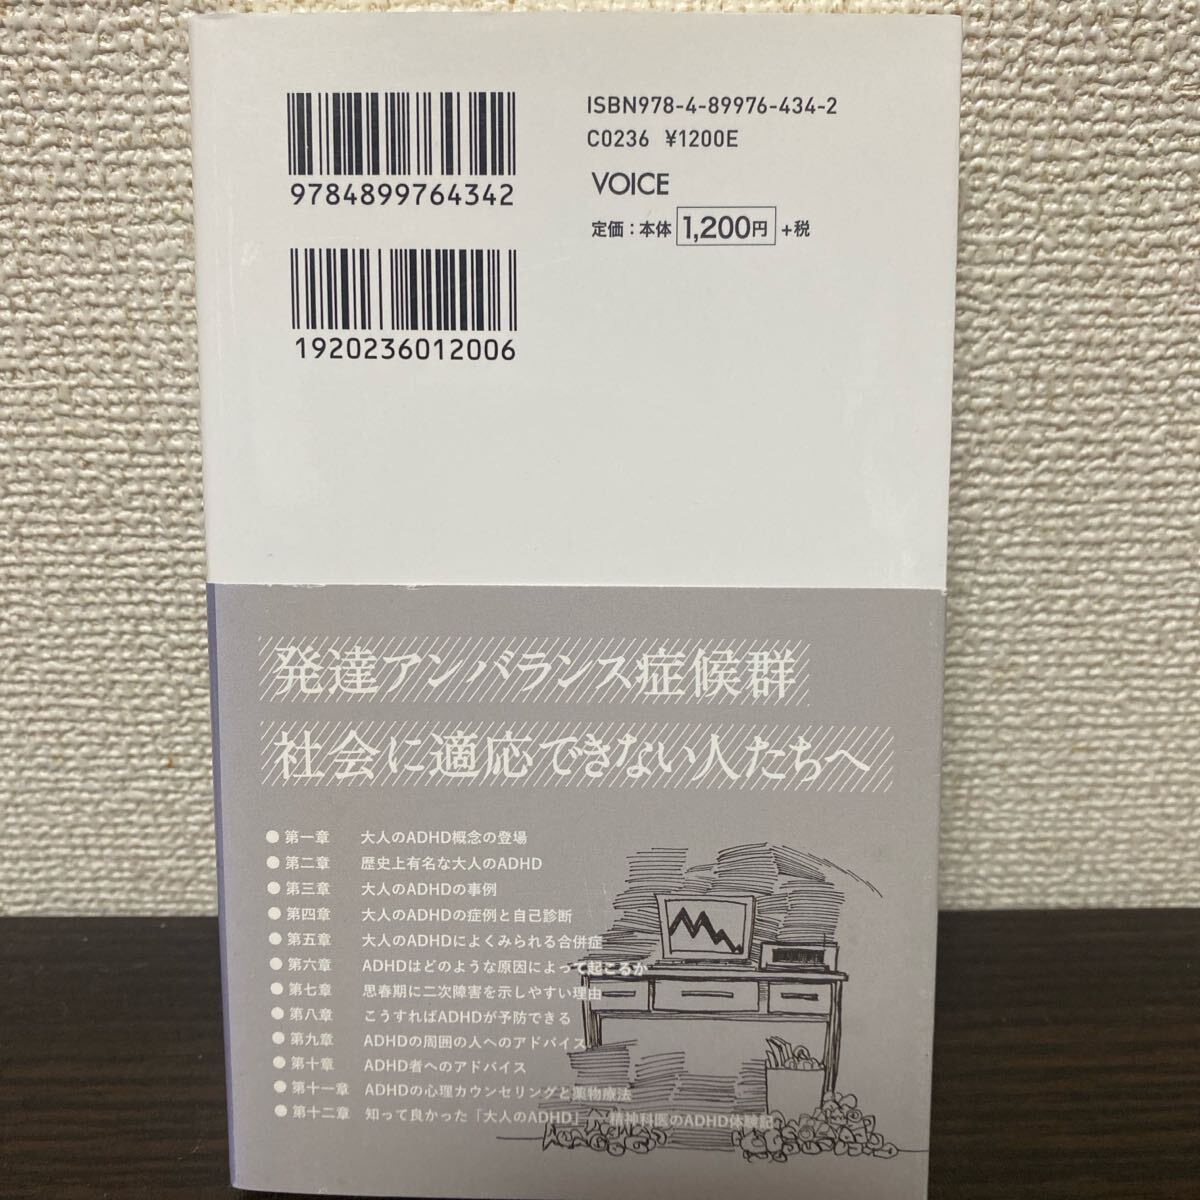 ISBN978-4-89976-434-2
C0236 ¥1200E
9784899764342
VOICE
定価：本体 1,200円 +税
1920236012006
発達アンバランス症候群
社会に適応できない人たちへ
● 第一章 大人のADHD概念の登場
● 第二章 歴史上有名な大人のADHD
● 第三章 大人のADHDの事例
● 第四章 大人のADHDの症例と自己診断
● 第五章 大人のADHDによくみられる合併症
● 第六章 ADHDはどのような原因によって起こるか
● 第七章 思春期に二次障害を示しやすい理由
● 第八章 こうすればADHDが予防できる
● 第九章 ADHDの周囲の人へのアドバイス
● 第十章 ADHD者へのアドバイス
● 第十一章 ADHDの心理カウンセリングと薬物療法
● 第十二章 知って良かった「大人のADHD」 精神科医のADHD体験記